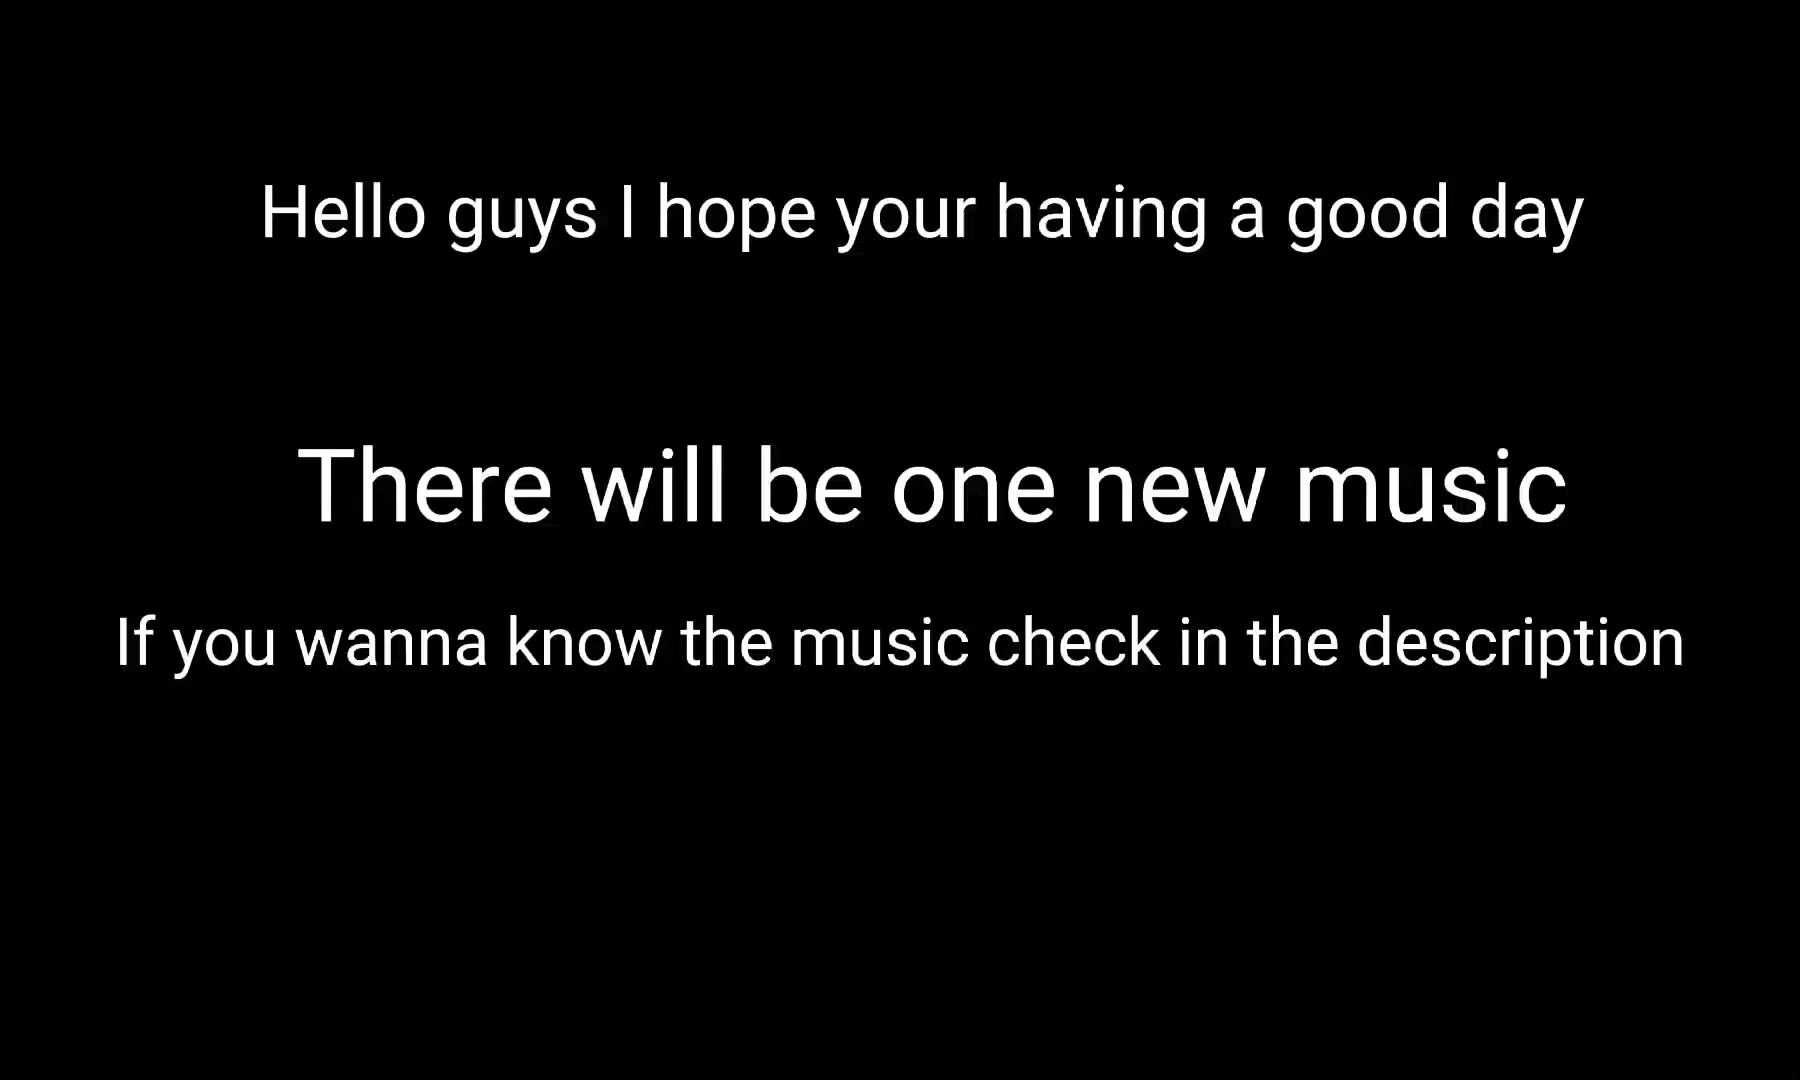 Hello guys I hope your having a good day
There will be one new music
If you wanna know the music check in the description